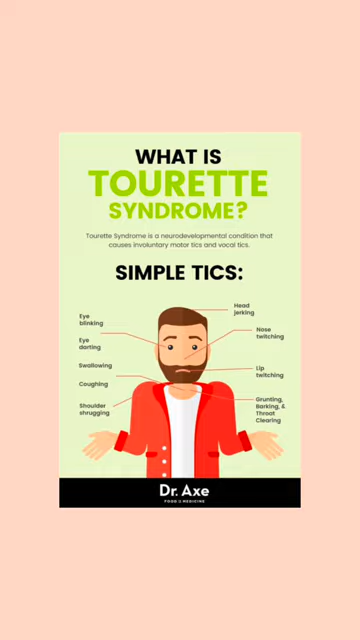 WHAT IS
TOURETTE
SYNDROME?
Tourette Syndrome is a neurodevelopmental condition that
causes involuntary motor tics and vocal tics.
SIMPLE TICS:
Eye
blinking
Eye
darting
Swallowing
Coughing
Shoulder
shrugging
Head
jerking
Nose
twitching
Lip
twitching
Grunting,
Barking, &
Throat
Clearing
Dr. Axe
FOOD IS MEDICINE